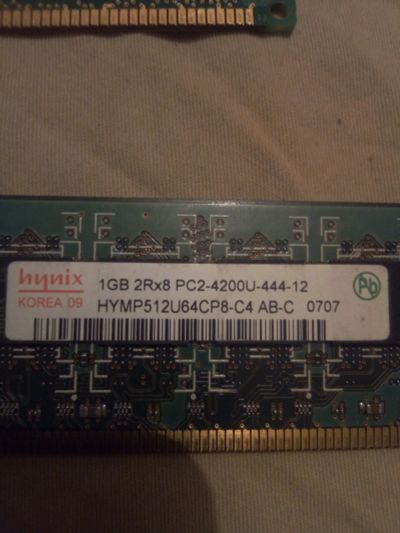 hynix
KOREA 09
1GB 2Rx8 PC2-4200U-444-12
HYMP512U64CP8-C4 AB-C 0707
Pb